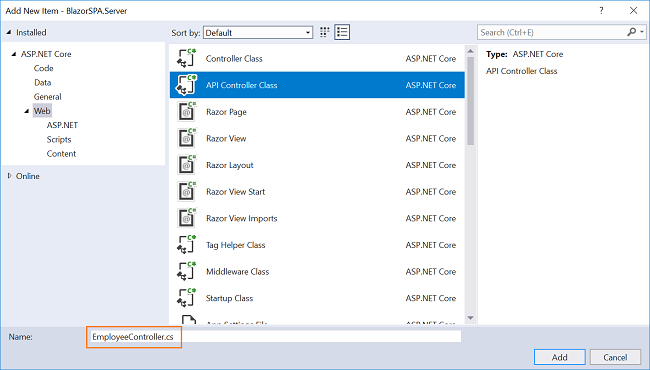 Add New Item - BlazorSPA.Server
Installed
Sort by: Default
Search (Ctrl+E)
ASP.NET Core
Code
Data
General
Web
ASP.NET
Scripts
Content
Online
Controller Class ASP.NET Core
API Controller Class ASP.NET Core
Razor Page ASP.NET Core
Razor View ASP.NET Core
Razor Layout ASP.NET Core
Razor View Start ASP.NET Core
Razor View Imports ASP.NET Core
Tag Helper Class ASP.NET Core
Middleware Class ASP.NET Core
Startup Class ASP.NET Core
App Settings File ASP.NET Core
Type: ASP.NET Core
API Controller Class
Name: EmployeeController.cs
Add Cancel